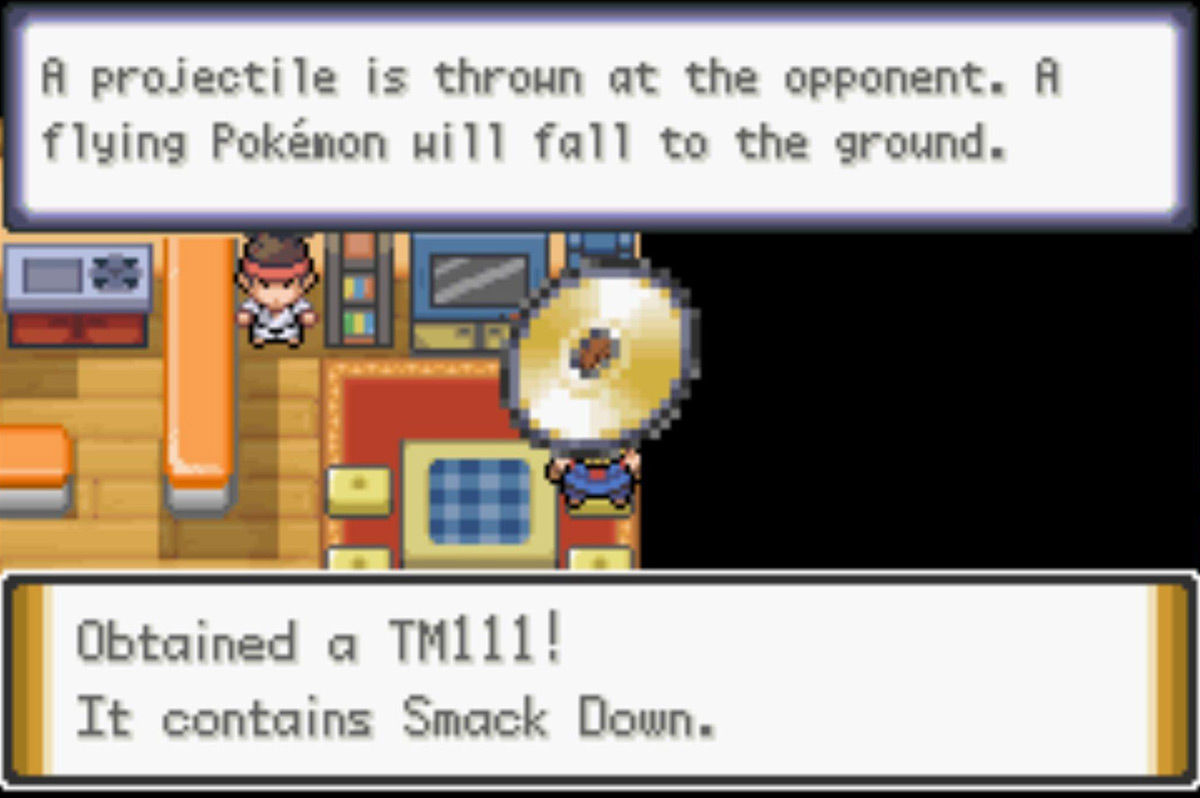 A projectile is thrown at the opponent. A
flying Pokémon will fall to the ground.
Obtained a TM111!
It contains Smack Down.